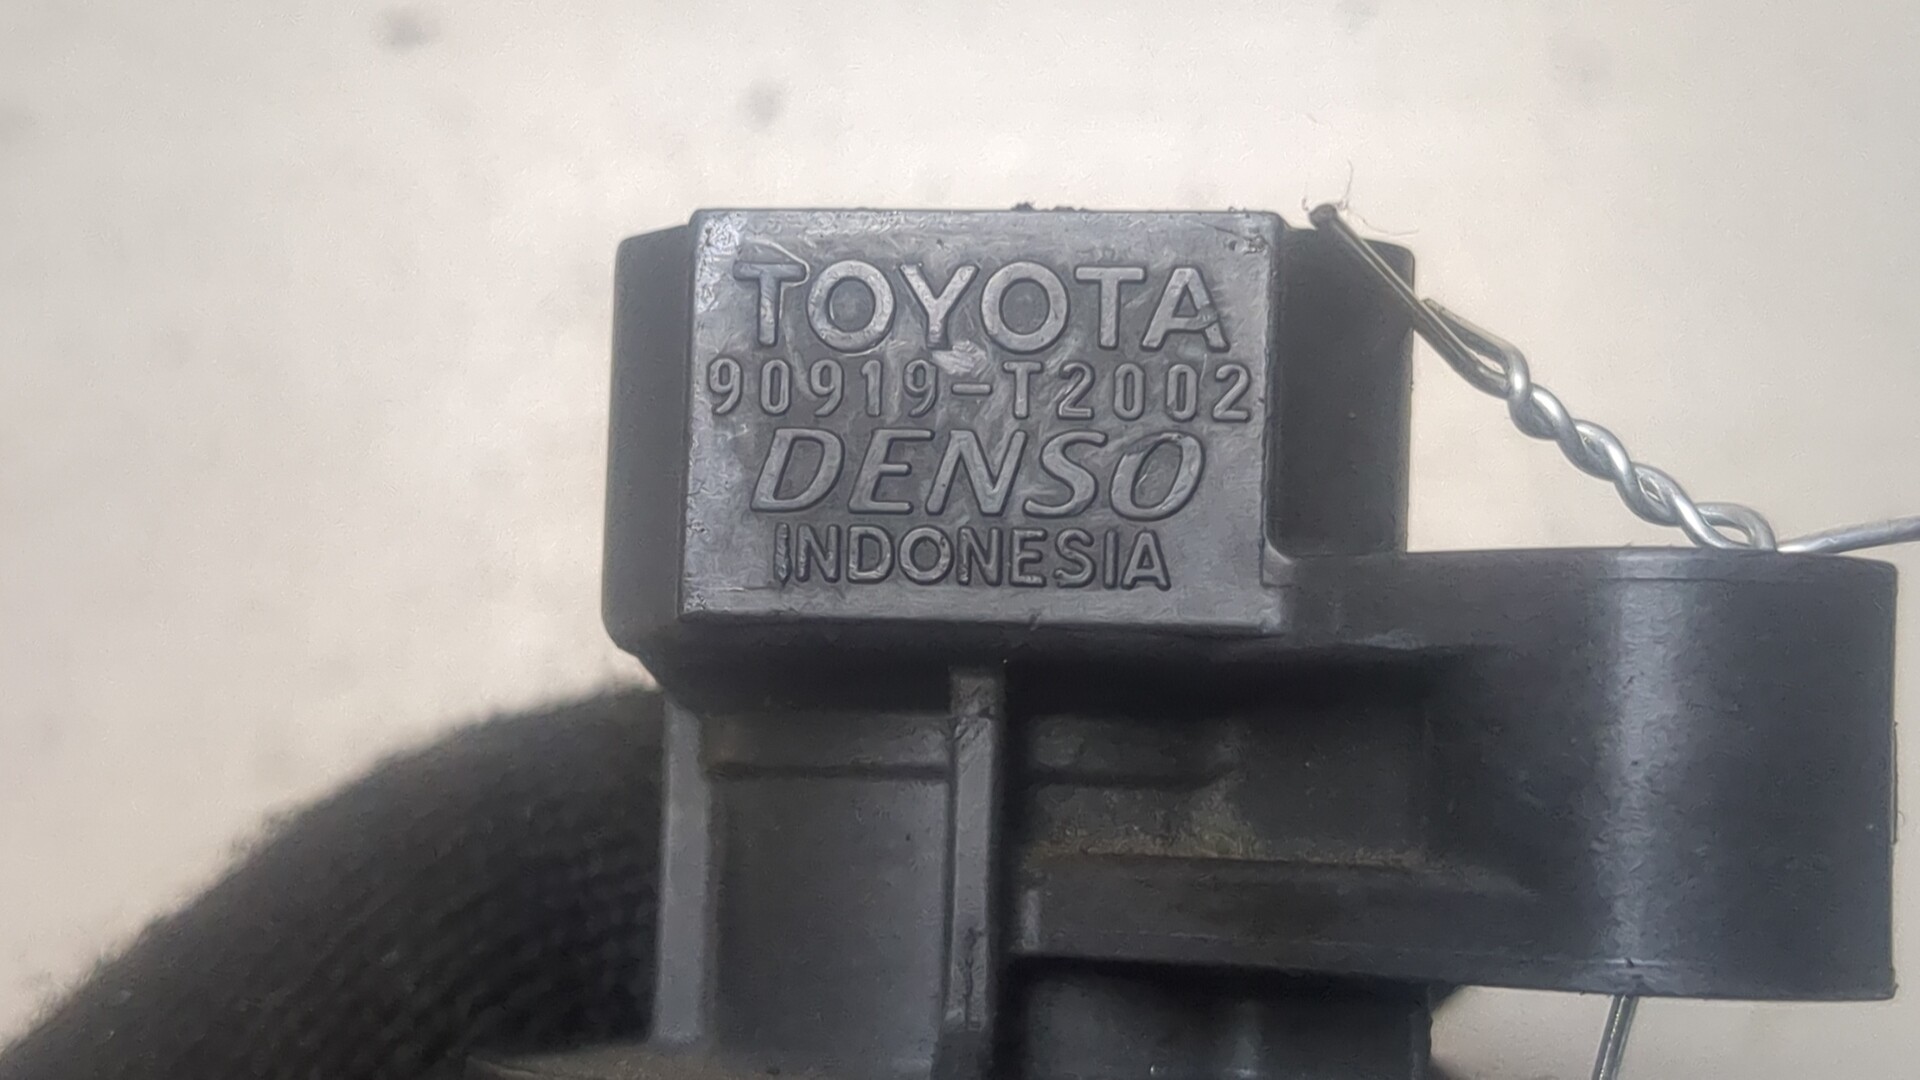 TOYOTA
90919-T2002
DENSO
INDONESIA